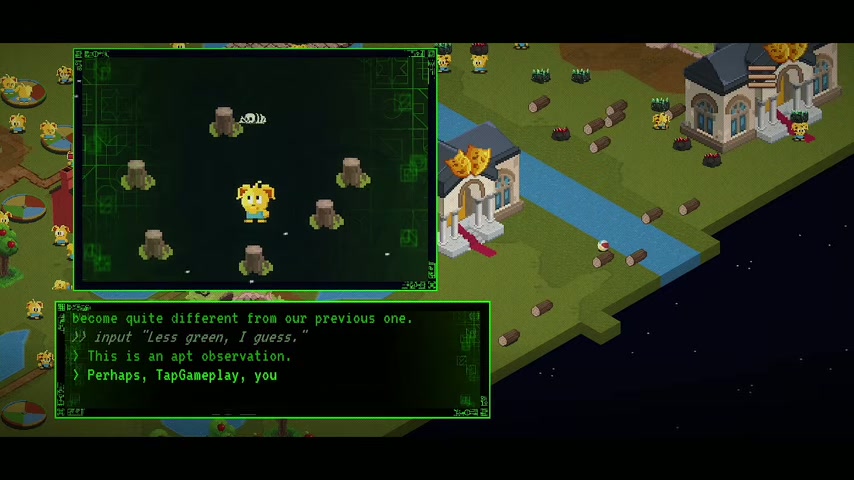 become quite different from our previous one.
>> input "Less green, I guess."
> This is an apt observation.
> Perhaps, TapGameplay, you